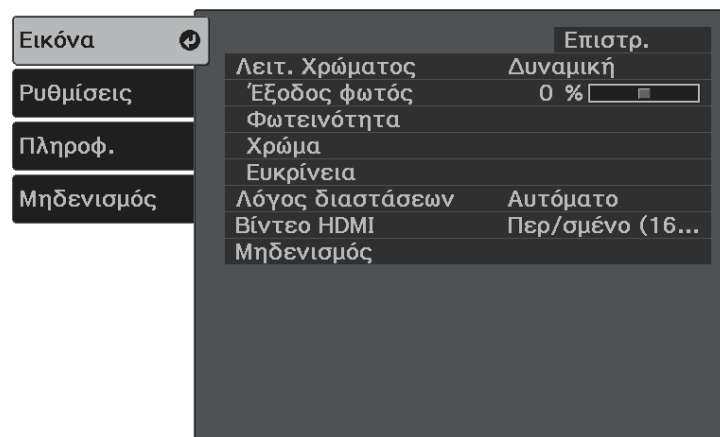 Εικόνα
Ρυθμίσεις
Πληροφ.
Μηδενισμός
Επιστρ.
Λειτ. Χρώματος Δυναμική
Έξοδος φωτός 0 %
Φωτεινότητα
Χρώμα
Ευκρίνεια
Λόγος διαστάσεων Αυτόματο
Βίντεο HDMI Περ/σμένο (16...
Μηδενισμός